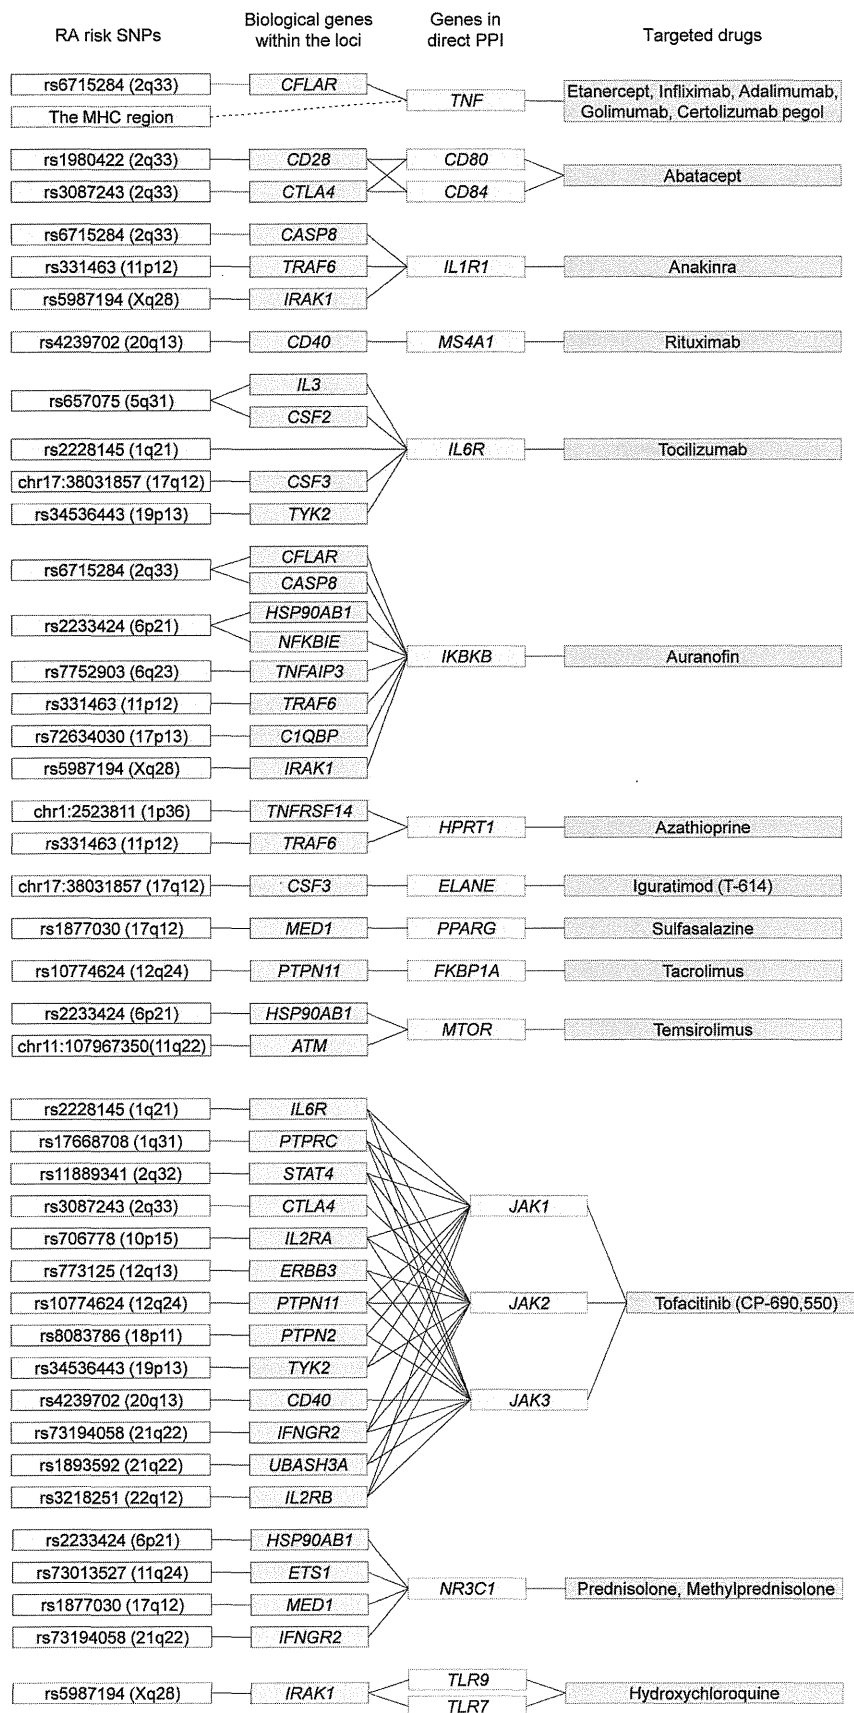 RA risk SNPs
Biological genes
within the loci
Genes in
direct PPI
Targeted drugs
rs6715284 (2q33)
CFLAR
The MHC region
TNF
Etanercept, Infliximab, Adalimumab,
Golimumab, Certolizumab pegol
rs1980422 (2q33)
CD28
CD80
rs3087243 (2q33)
CTLA4
CD84
Abatacept
rs6715284 (2q33)
CASP8
rs331463 (11p12)
TRAF6
IL1R1
Anakinra
rs5987194 (Xq28)
IRAK1
rs4239702 (20q13)
CD40
MS4A1
Rituximab
rs657075 (5q31)
IL3
CSF2
rs2228145 (1q21)
IL6R
Tocilizumab
chr17:38031857 (17q12)
CSF3
rs34536443 (19p13)
TYK2
rs6715284 (2q33)
CFLAR
CASP8
rs2233424 (6p21)
HSP90AB1
NFKBIE
IKBKB
Auranofin
rs7752903 (6q23)
TNFAIP3
rs331463 (11p12)
TRAF6
rs72634030 (17p13)
C1QBP
rs5987194 (Xq28)
IRAK1
chr1:2523811 (1p36)
TNFRSF14
rs331463 (11p12)
TRAF6
HPRT1
Azathioprine
chr17:38031857 (17q12)
CSF3
ELANE
Iguratimod (T-614)
rs1877030 (17q12)
MED1
PPARG
Sulfasalazine
rs10774624 (12q24)
PTPN11
FKBP1A
Tacrolimus
rs2233424 (6p21)
HSP90AB1
chr11:107967350(11q22)
ATM
MTOR
Temsirolimus
rs2228145 (1q21)
IL6R
rs17668708 (1q31)
PTPRC
rs11889341 (2q32)
STAT4
rs3087243 (2q33)
CTLA4
JAK1
rs706778 (10p15)
IL2RA
rs773125 (12q13)
ERBB3
rs10774624 (12q24)
PTPN11
JAK2
Tofacitinib (CP-690,550)
rs8083786 (18p11)
PTPN2
rs34536443 (19p13)
TYK2
rs4239702 (20q13)
CD40
JAK3
rs73194058 (21q22)
IFNGR2
rs1893592 (21q22)
UBASH3A
rs3218251 (22q12)
IL2RB
rs2233424 (6p21)
HSP90AB1
rs73013527 (11q24)
ETS1
NR3C1
Prednisolone, Methylprednisolone
rs1877030 (17q12)
MED1
rs73194058 (21q22)
IFNGR2
rs5987194 (Xq28)
IRAK1
TLR9
TLR7
Hydroxychloroquine